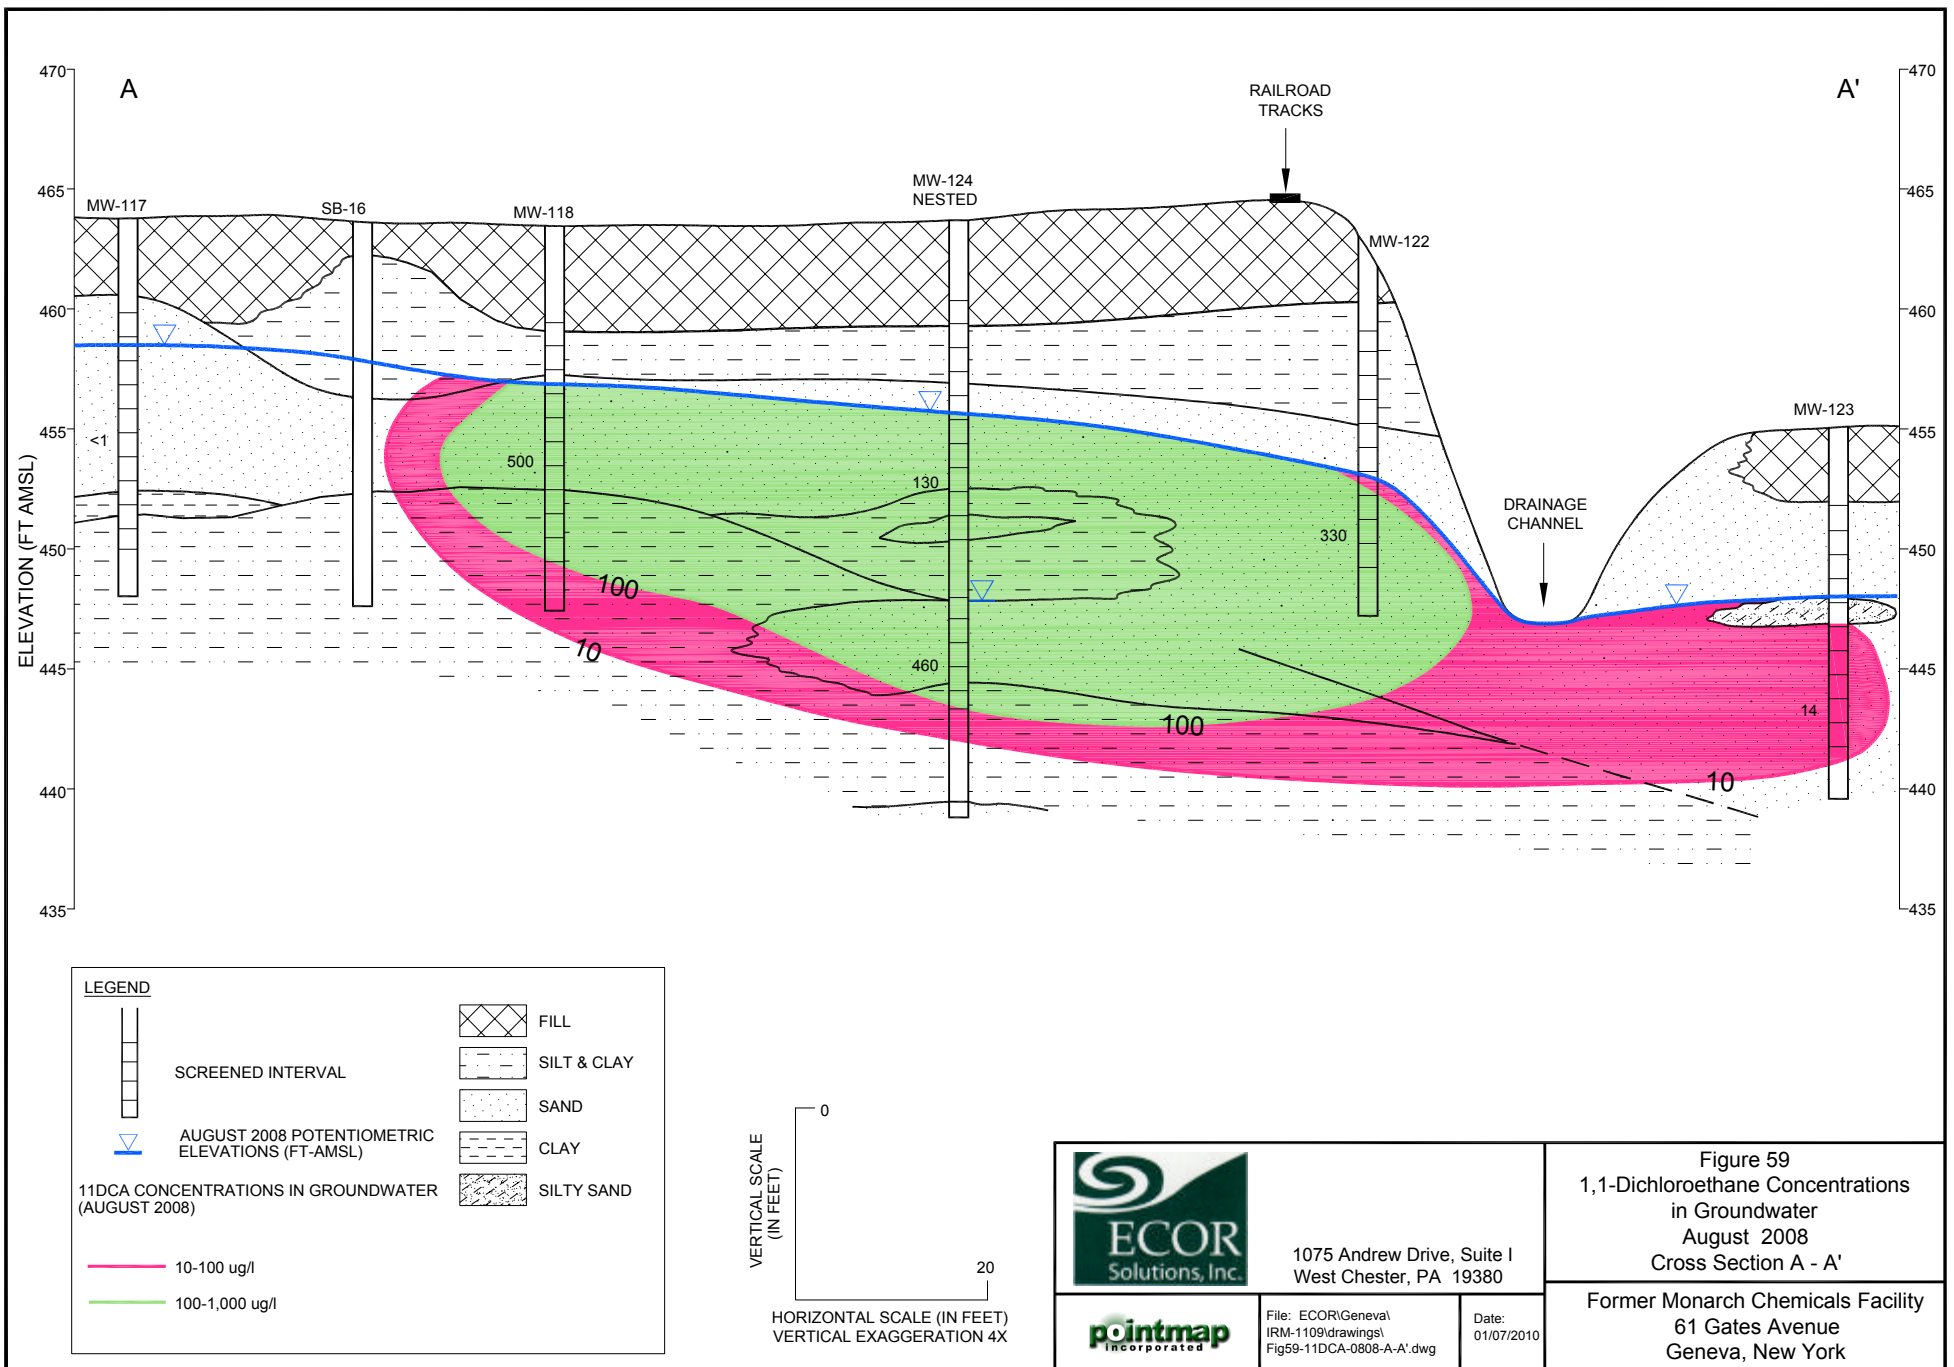 A
A'
RAILROAD
TRACKS
470
465
460
455
450
445
440
435
ELEVATION (FT AMSL)
470
465
460
455
450
445
440
435
MW-117
SB-16
MW-118
MW-124
NESTED
MW-122
MW-123
DRAINAGE
CHANNEL
<1
500
130
330
460
14
100
10
100
10
LEGEND
SCREENED INTERVAL
AUGUST 2008 POTENTIOMETRIC
ELEVATIONS (FT-AMSL)
11DCA CONCENTRATIONS IN GROUNDWATER
(AUGUST 2008)
10-100 ug/l
100-1,000 ug/l
FILL
SILT & CLAY
SAND
CLAY
SILTY SAND
VERTICAL SCALE
(IN FEET)
0
20
HORIZONTAL SCALE (IN FEET)
VERTICAL EXAGGERATION 4X
ECOR
Solutions, Inc.
1075 Andrew Drive, Suite I
West Chester, PA 19380
pointmap
incorporated
File: ECOR\Geneva\
IRM-1109\drawings\
Fig59-11DCA-0808-A-A'.dwg
Date:
01/07/2010
Figure 59
1,1-Dichloroethane Concentrations
in Groundwater
August 2008
Cross Section A - A'
Former Monarch Chemicals Facility
61 Gates Avenue
Geneva, New York